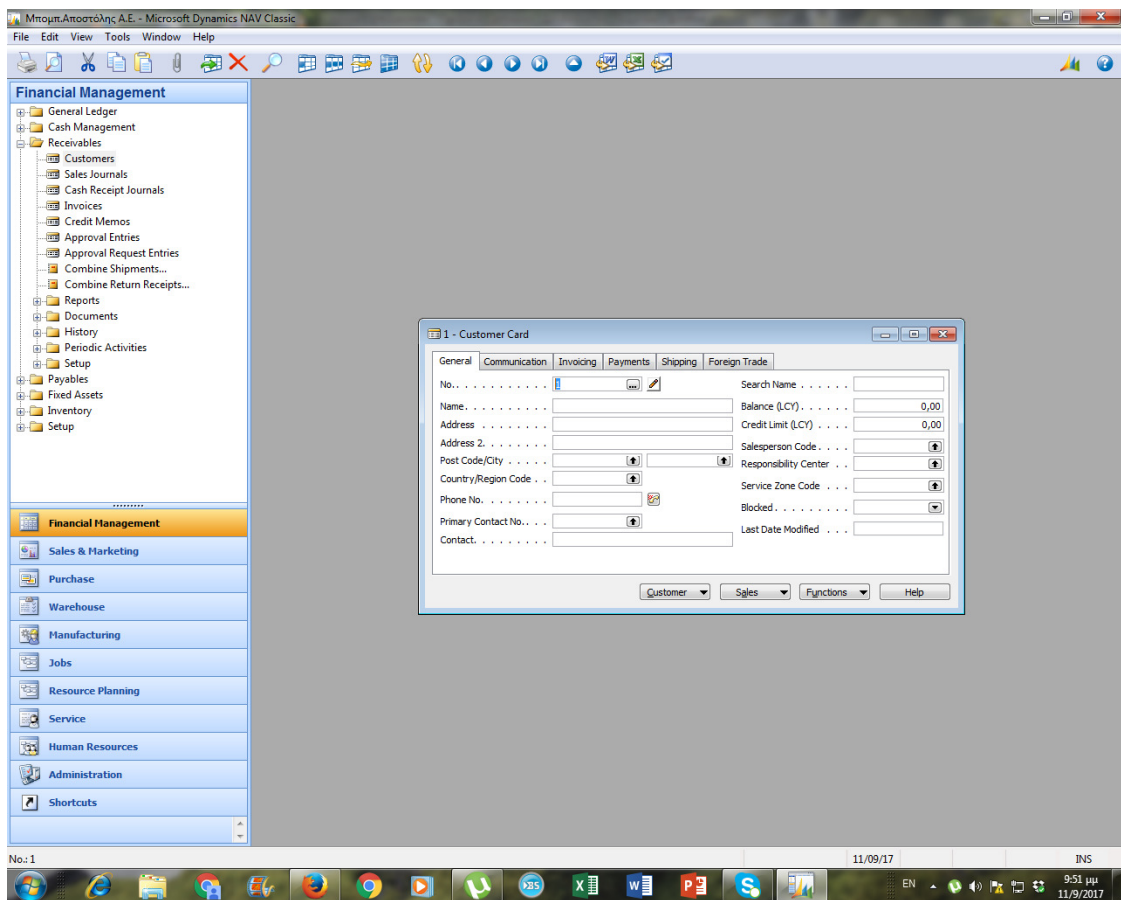 Μπομπ.Αποστόλης Α.Ε. - Microsoft Dynamics NAV Classic
File Edit View Tools Window Help
Financial Management
General Ledger
Cash Management
Receivables
Customers
Sales Journals
Cash Receipt Journals
Invoices
Credit Memos
Approval Entries
Approval Request Entries
Combine Shipments...
Combine Return Receipts...
Reports
Documents
History
Periodic Activities
Setup
Payables
Fixed Assets
Inventory
Setup
Financial Management
Sales & Marketing
Purchase
Warehouse
Manufacturing
Jobs
Resource Planning
Service
Human Resources
Administration
Shortcuts
1 - Customer Card
General Communication Invoicing Payments Shipping Foreign Trade
No. . . . . . . . . . . . 1
Name. . . . . . . . . .
Address . . . . . . . .
Address 2. . . . . . . .
Post Code/City . . . . .
Country/Region Code . .
Phone No. . . . . . . .
Primary Contact No.. . .
Contact. . . . . . . . .
Search Name . . . . . .
Balance (LCY) . . . . . . 0,00
Credit Limit (LCY) . . . . 0,00
Salesperson Code. . . .
Responsibility Center . .
Service Zone Code . . .
Blocked. . . . . . . . .
Last Date Modified . . .
Customer Sales Functions Help
No.: 1 11/09/17 INS
EN 9:51 μμ
11/9/2017